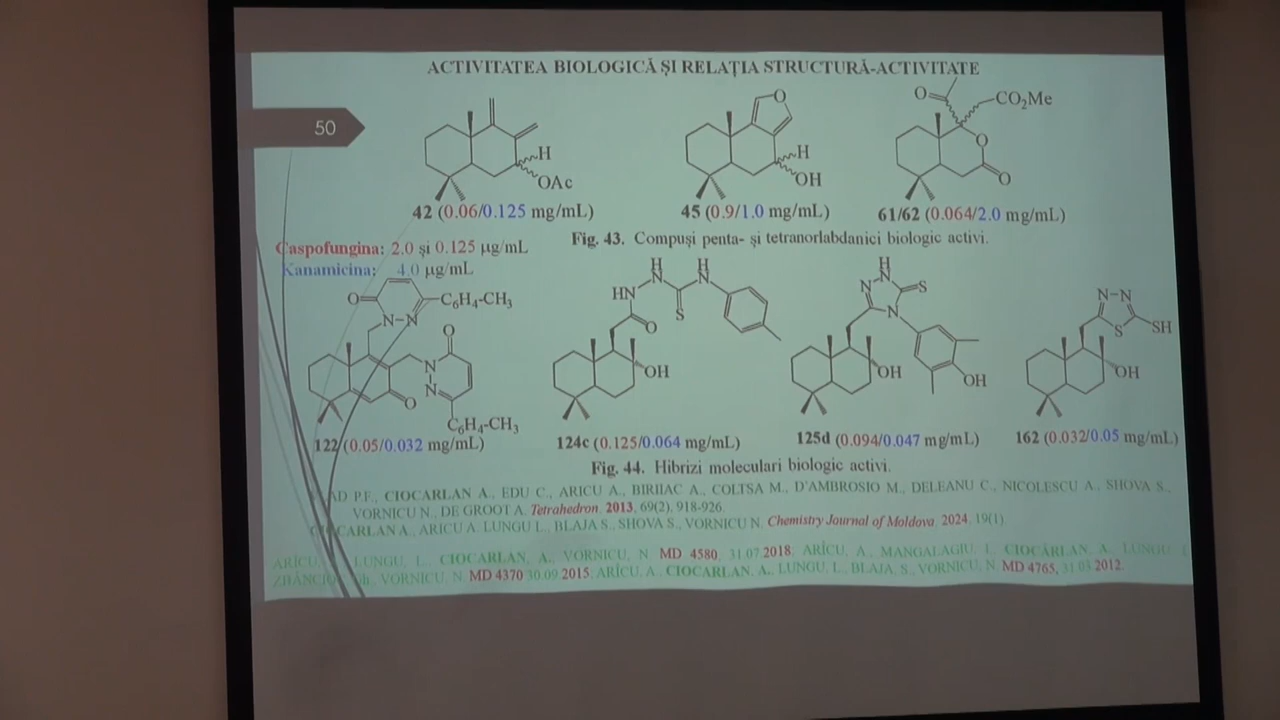 ACTIVITATEA BIOLOGICĂ ȘI RELAȚIA STRUCTURĂ-ACTIVITATE
50
H
OAc
O
H
OH
O
CO₂Me
O
O
42 (0.06/0.125 mg/mL)
45 (0.9/1.0 mg/mL)
61/62 (0.064/2.0 mg/mL)
Fig. 43. Compuși penta- și tetranorlabdanici biologic activi.
Caspofungina: 2.0 și 0.125 µg/mL
Kanamicina: 4.0 µg/mL
O
N-N
C₆H₄-CH₃
O
N
N
O
C₆H₄-CH₃
H
N
H
N
HN
S
O
OH
H
N
N
S
N
OH
OH
N-N
S
SH
OH
122 (0.05/0.032 mg/mL)
124c (0.125/0.064 mg/mL)
125d (0.094/0.047 mg/mL)
162 (0.032/0.05 mg/mL)
Fig. 44. Hibrizi moleculari biologic activi.
P.F., CIOCARLAN A., EDU C., ARICU A., BIRIIAC A., COLTSA M., D'AMBROSIO M., DELEANU C., NICOLESCU A., SHOVA S.,
VORNICU N., DE GROOT A. Tetrahedron. 2013, 69(2), 918-926.
A., ARICU A. LUNGU L., BLAJA S., SHOVA S., VORNICU N. Chemistry Journal of Moldova. 2024, 19(1).
LUNGU, L., CIOCARLAN, A., VORNICU, N. MD 4580, 31.07.2018; ARÎCU, A., MANGALAGIU, I., CIOCÂRLAN, A., LUNGU
VORNICU, N. MD 4370 30.09.2015; ARÎCU, A., CIOCARLAN, A., LUNGU, L., BLAJA, S., VORNICU, N. MD 4765, 31.03.2012.